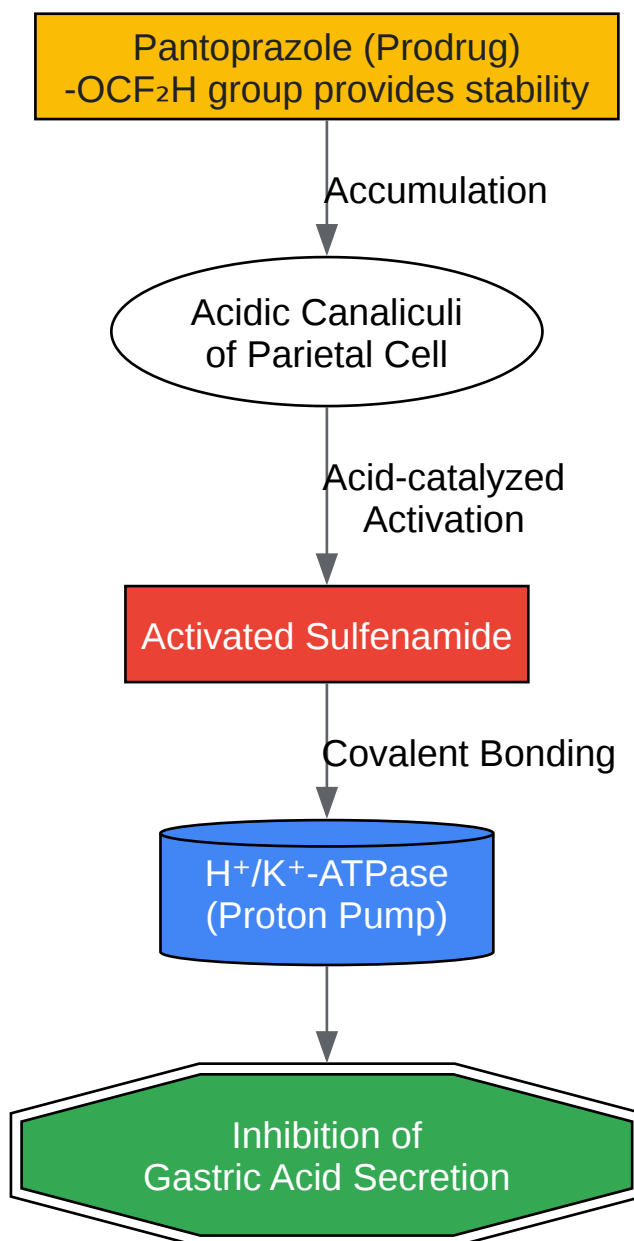 Pantoprazole (Prodrug)
-OCF₂H group provides stability
Accumulation
Acidic Canaliculi
of Parietal Cell
Acid-catalyzed
Activation
Activated Sulfenamide
Covalent Bonding
H⁺/K⁺-ATPase
(Proton Pump)
Inhibition of
Gastric Acid Secretion